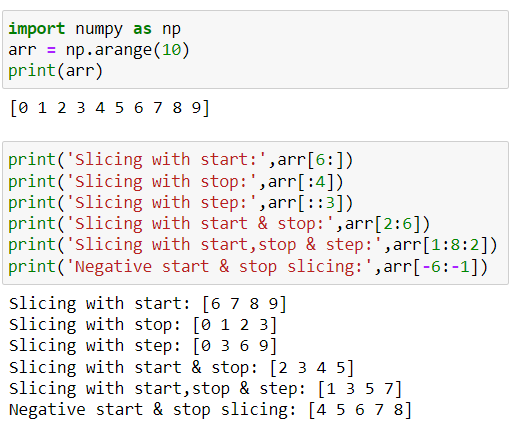 import numpy as np
arr = np.arange(10)
print(arr)
[0 1 2 3 4 5 6 7 8 9]
print('Slicing with start:',arr[6:])
print('Slicing with stop:',arr[:4])
print('Slicing with step:',arr[::3])
print('Slicing with start & stop:',arr[2:6])
print('Slicing with start,stop & step:',arr[1:8:2])
print('Negative start & stop slicing:',arr[-6:-1])
Slicing with start: [6 7 8 9]
Slicing with stop: [0 1 2 3]
Slicing with step: [0 3 6 9]
Slicing with start & stop: [2 3 4 5]
Slicing with start,stop & step: [1 3 5 7]
Negative start & stop slicing: [4 5 6 7 8]